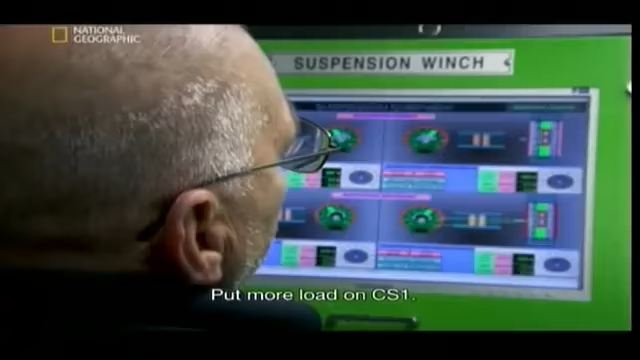 NATIONAL
GEOGRAPHIC
SUSPENSION WINCH
Put more load on CS1.